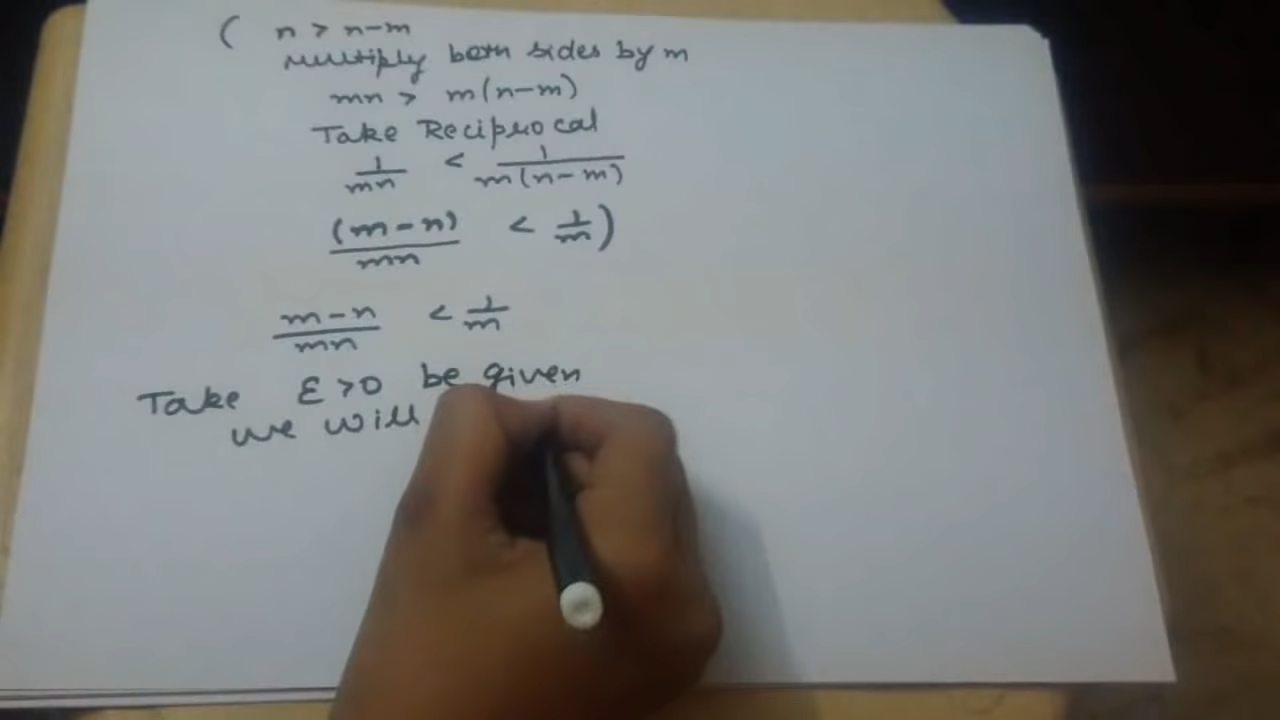 ( n > n-m
Multiply both sides by m
mn > m(n-m)
Take Reciprocal
1/mn < 1/m(n-m)
(m-n)/mn < 1/m)
m-n/mn < 1/m
Take ε>0 be given
we will